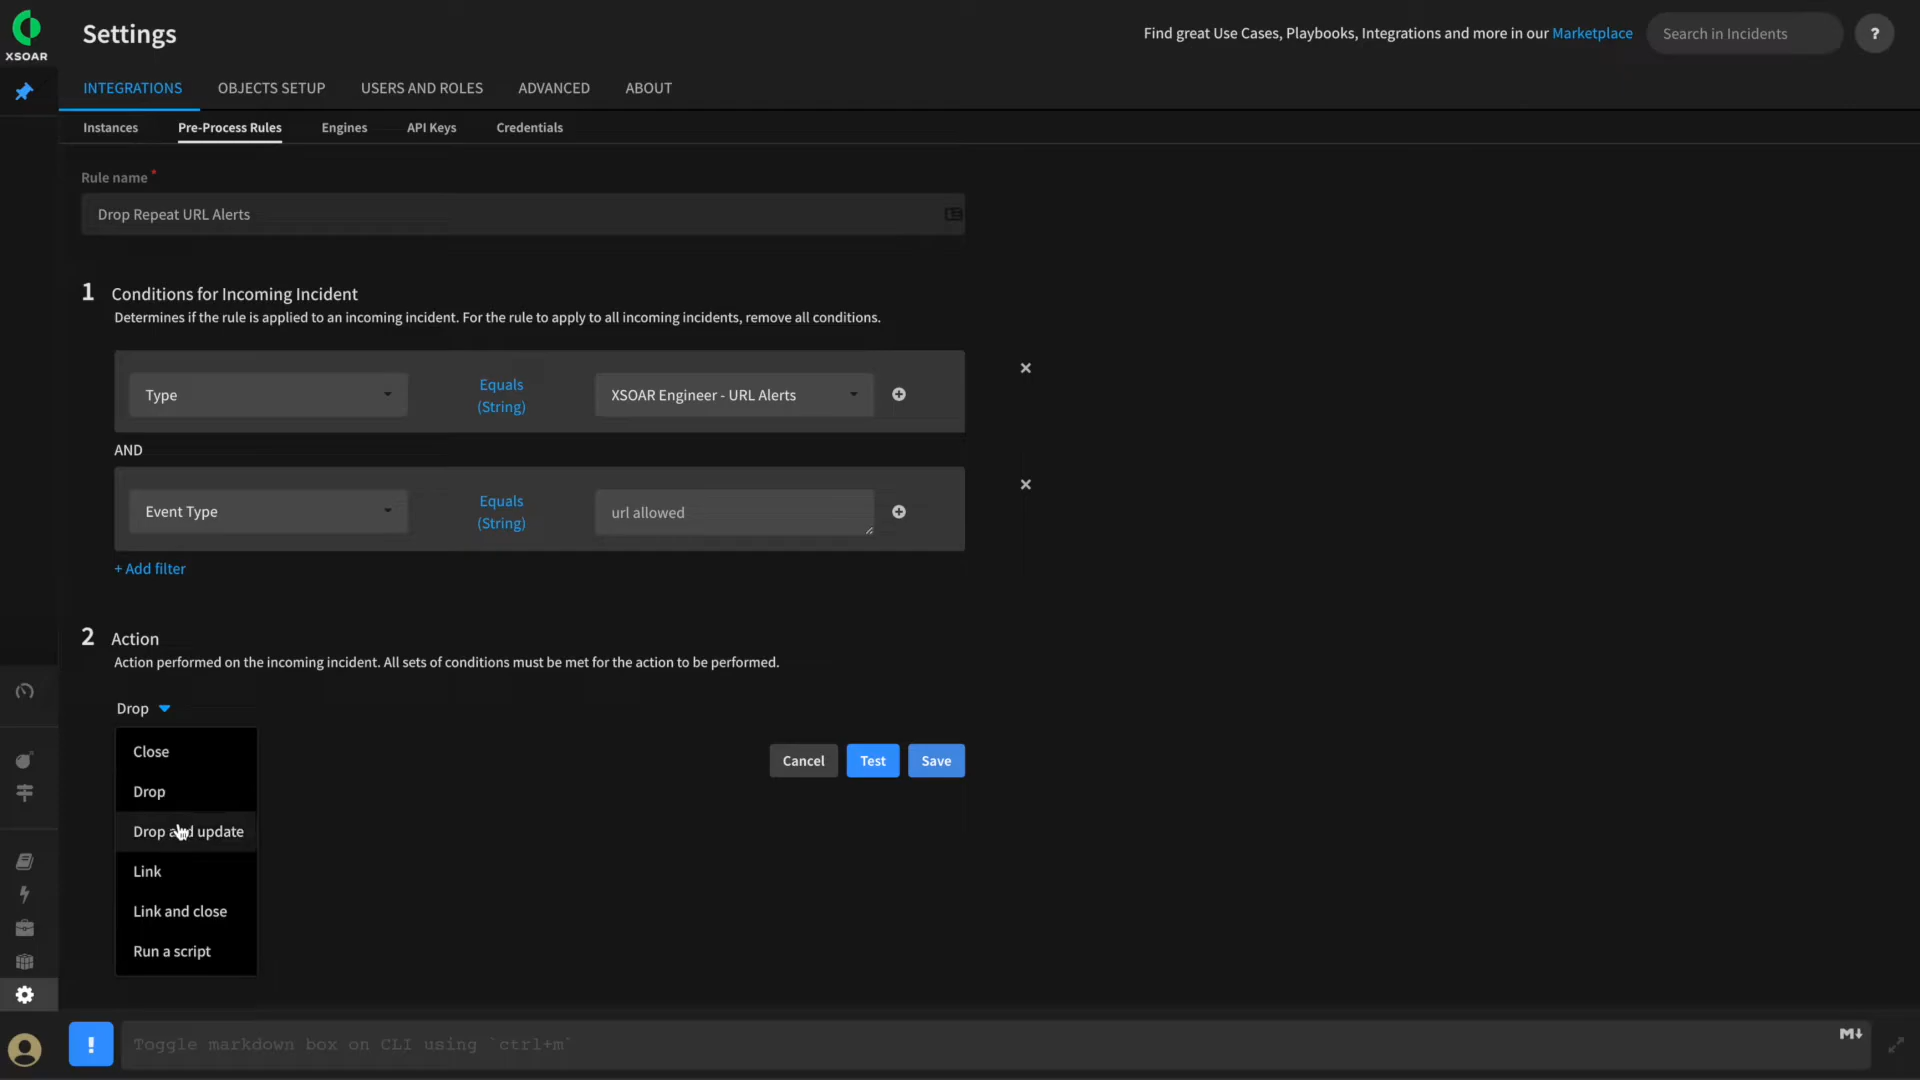 XSOAR
Settings
Find great Use Cases, Playbooks, Integrations and more in our Marketplace
Search in Incidents
?
INTEGRATIONS
OBJECTS SETUP
USERS AND ROLES
ADVANCED
ABOUT
Instances
Pre-Process Rules
Engines
API Keys
Credentials
Rule name *
Drop Repeat URL Alerts
1 Conditions for Incoming Incident
Determines if the rule is applied to an incoming incident. For the rule to apply to all incoming incidents, remove all conditions.
Type
Equals
(String)
XSOAR Engineer - URL Alerts
AND
Event Type
Equals
(String)
url allowed
+ Add filter
2 Action
Action performed on the incoming incident. All sets of conditions must be met for the action to be performed.
Drop
Close
Drop
Drop and update
Link
Link and close
Run a script
Cancel
Test
Save
!
Toggle markdown box on CLI using `ctrl+m`
M